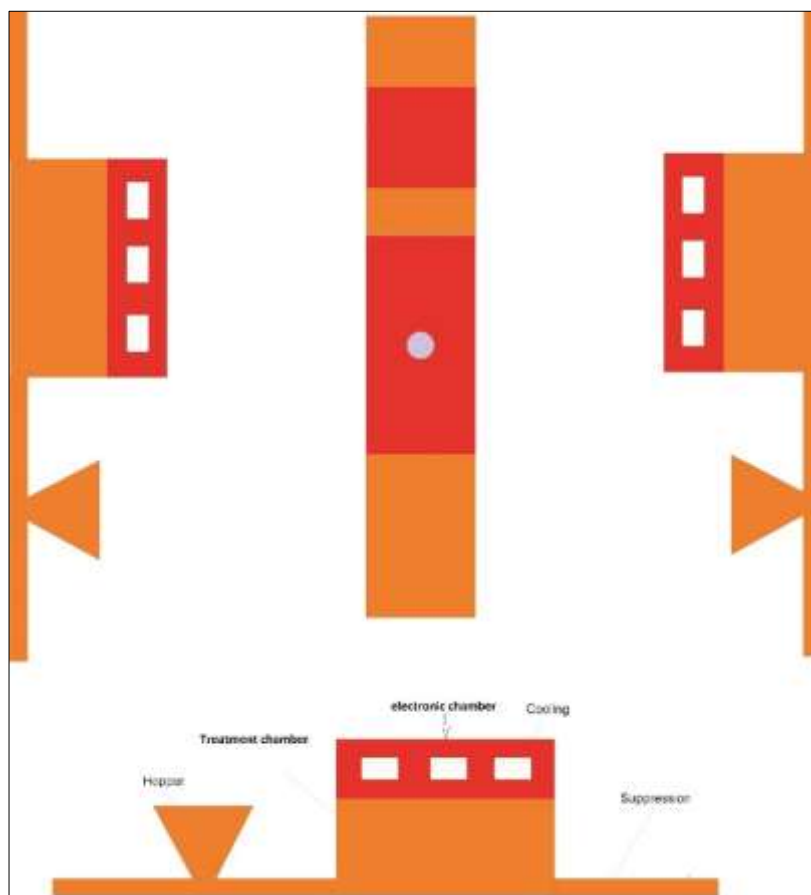 electronic chamber
Cooling
Treatment chamber
Hopper
Suppression